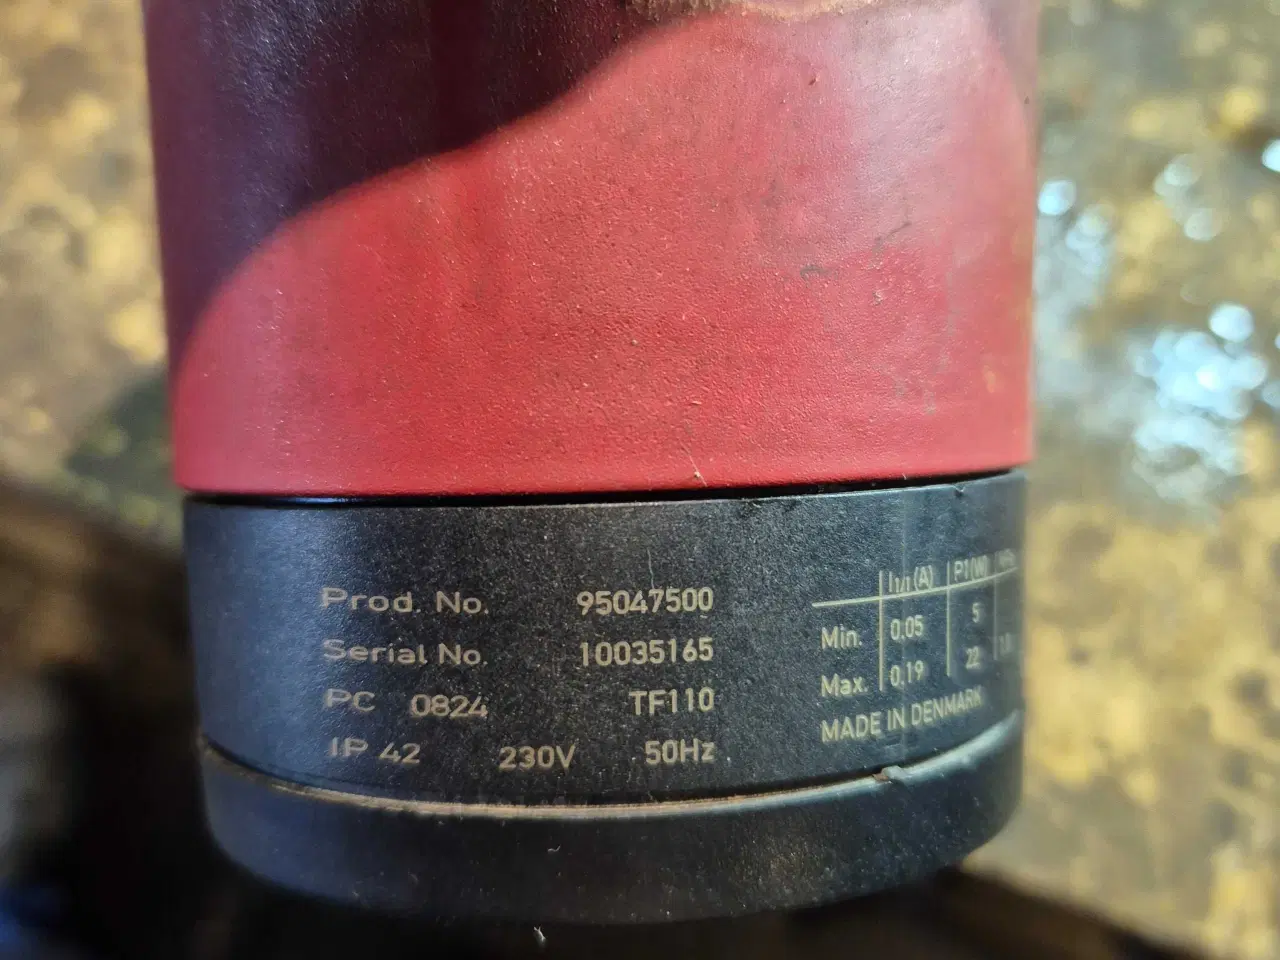 Prod. No. 95047500
Serial No. 10035165
PC 0824 TF110
IP 42 230V 50Hz
I1/1(A) P1(W)
Min. 0.05 5
Max. 0.19 22
MADE IN DENMARK